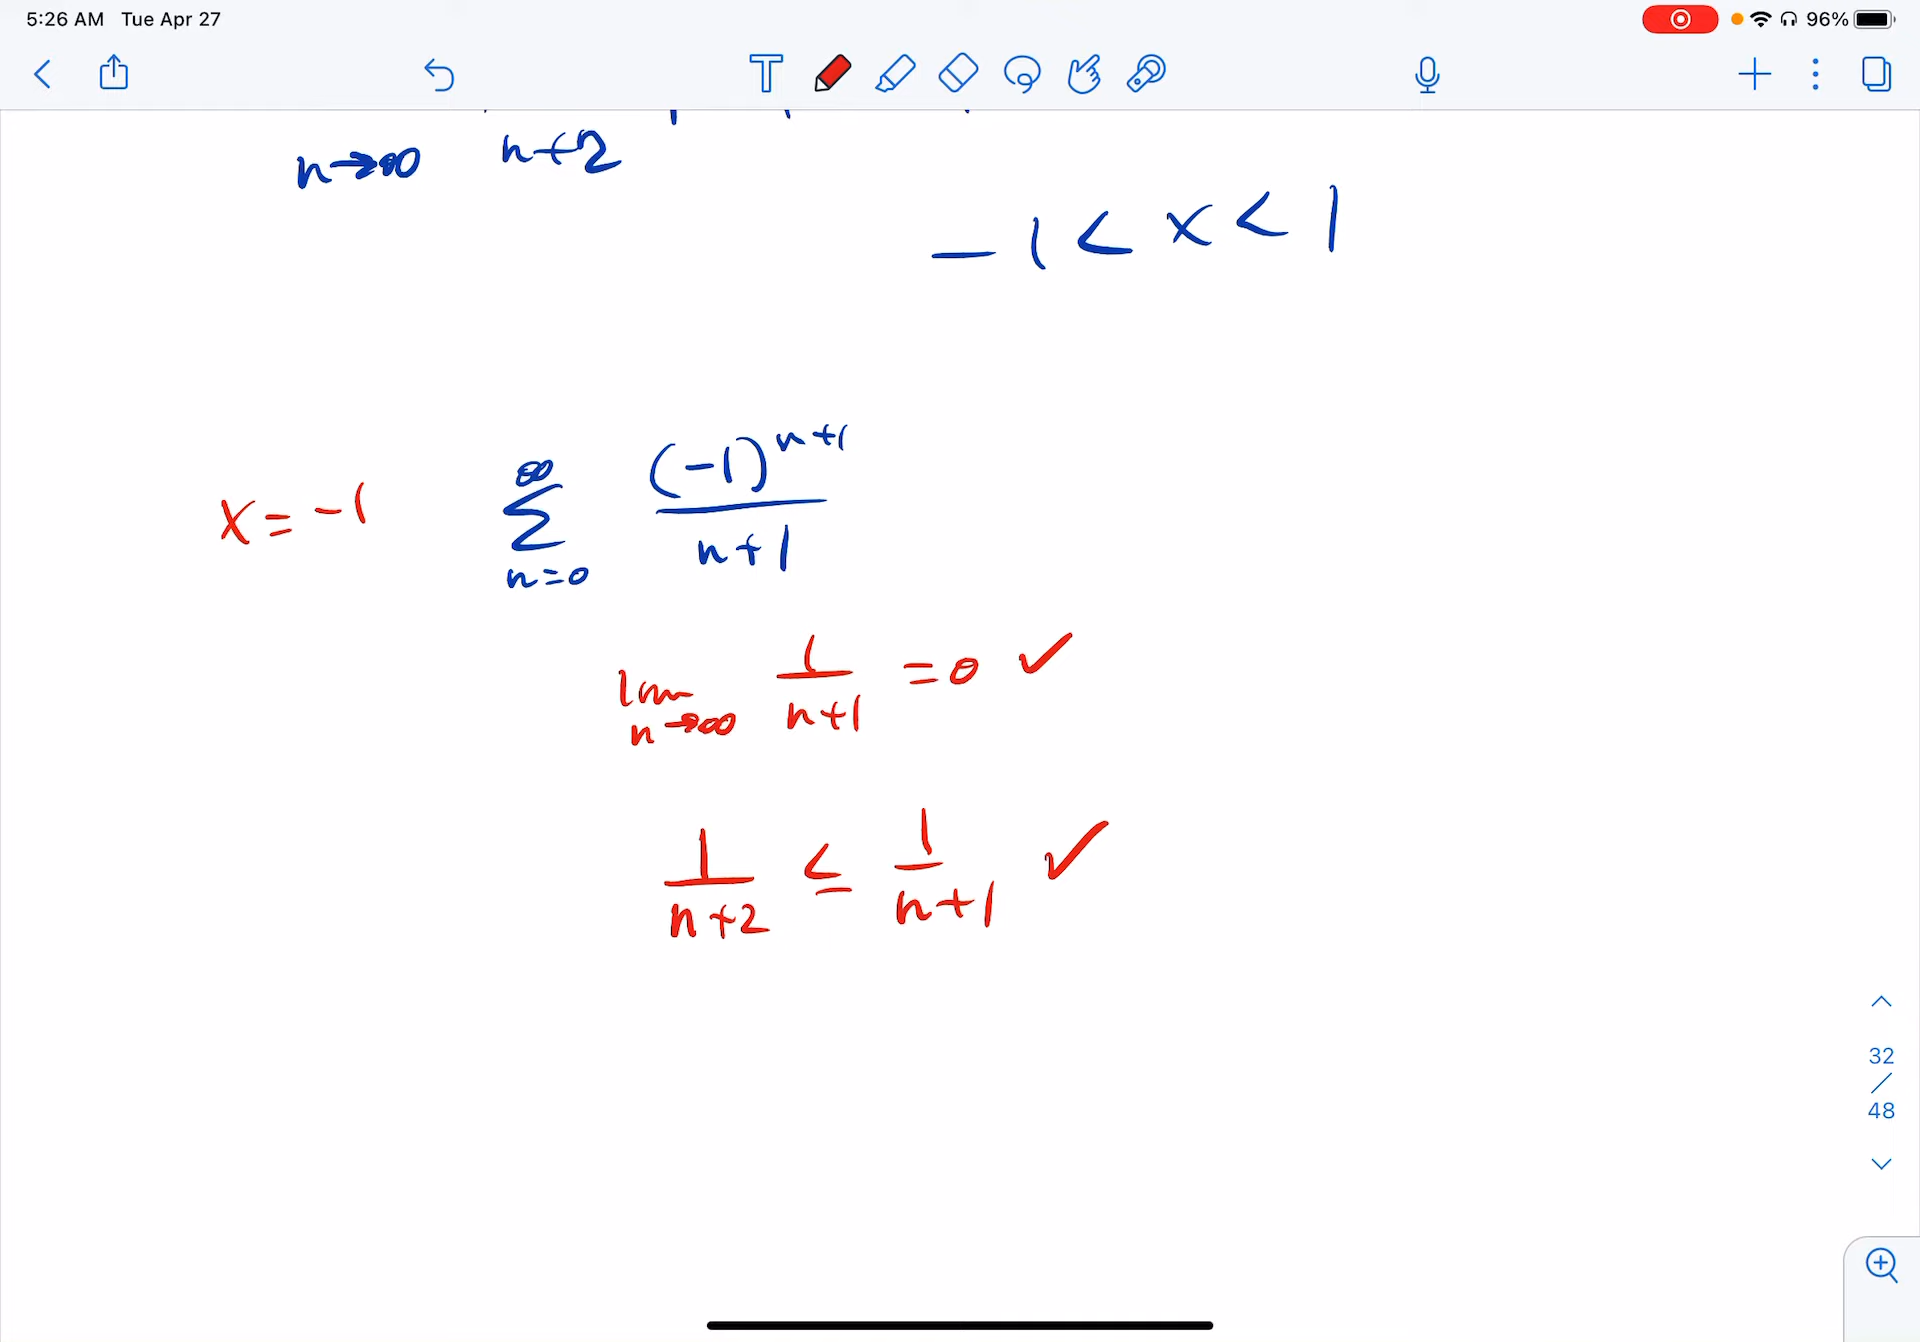 5:26 AM Tue Apr 27
96%
T
n→∞ n+2
-1 < x < 1
x = -1 ∞ Σ n=0 (-1)^{n+1} / n+1
lim n→∞ 1/n+1 = 0 ✓
1/n+2 ≤ 1/n+1 ✓
32
/
48